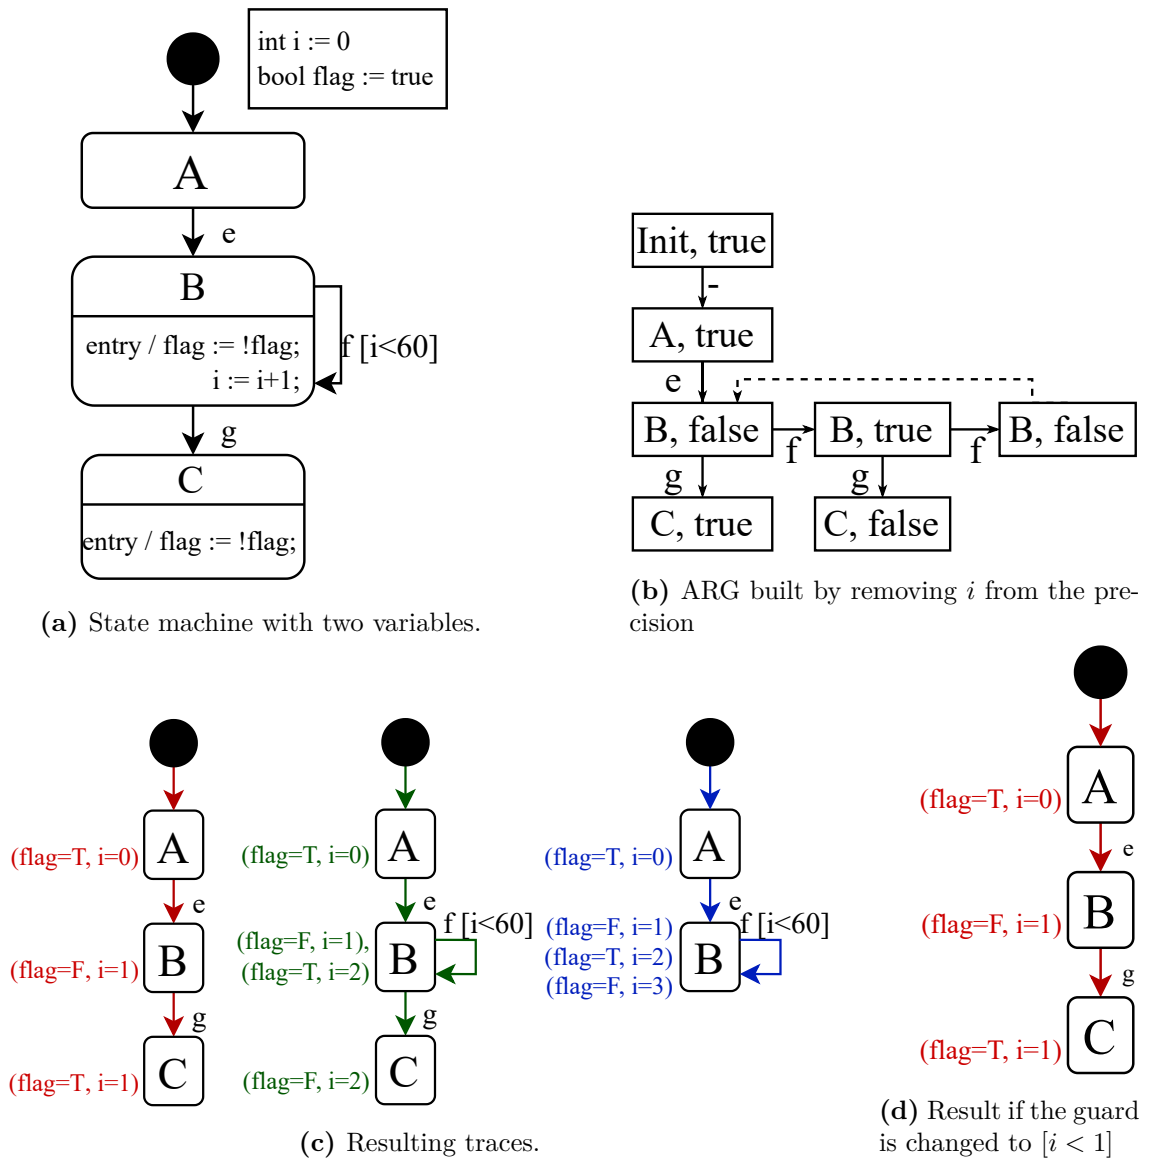 int i := 0
bool flag := true
A
e
B
entry / flag := !flag;
i := i+1;
f [i<60]
g
C
entry / flag := !flag;
(a) State machine with two variables.
Init, true
-
A, true
e
B, false
f
B, true
f
B, false
g
g
C, true
C, false
(b) ARG built by removing i from the pre-
cision
A
(flag=T, i=0)
e
B
(flag=F, i=1)
g
C
(flag=T, i=1)
A
(flag=T, i=0)
e
f [i<60]
(flag=F, i=1),
(flag=T, i=2)
B
g
C
(flag=F, i=2)
A
(flag=T, i=0)
e
f [i<60]
(flag=F, i=1)
(flag=T, i=2)
(flag=F, i=3)
B
(c) Resulting traces.
A
(flag=T, i=0)
e
B
(flag=F, i=1)
g
C
(flag=T, i=1)
(d) Result if the guard
is changed to [i < 1]